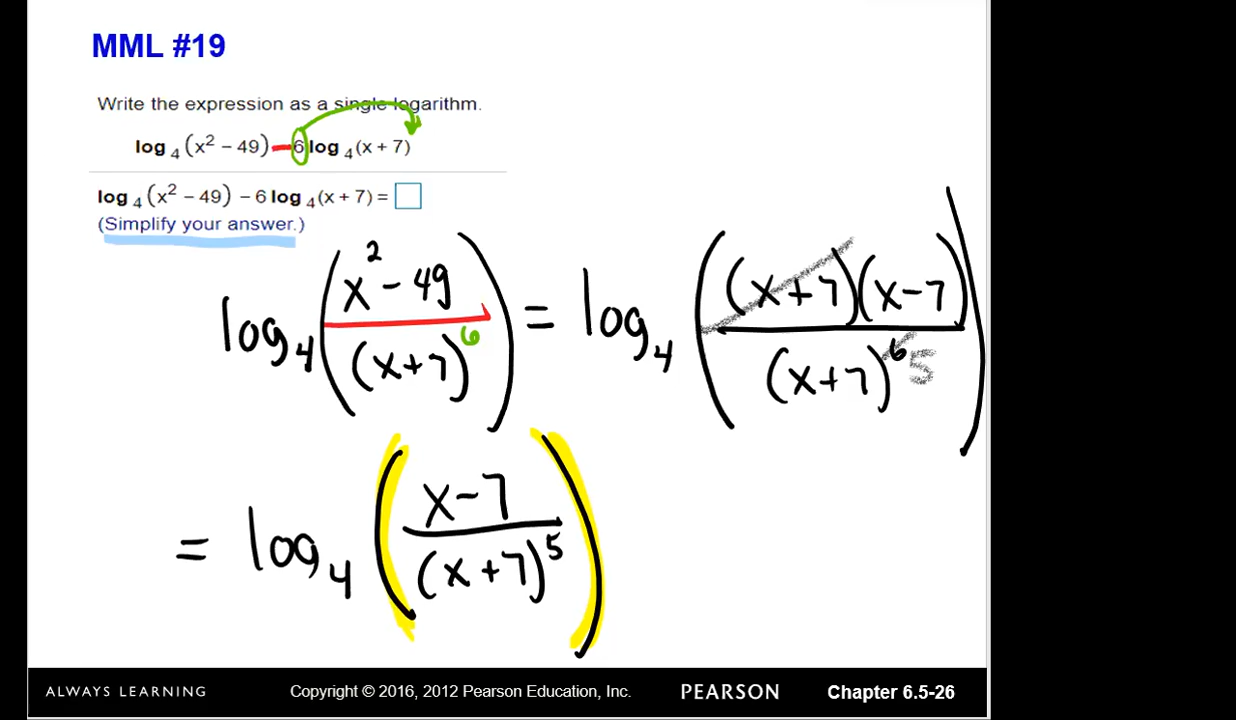 MML #19
Write the expression as a single logarithm.
log 4 (x² − 49) − 6 log 4 (x + 7)
log 4 (x² − 49) − 6 log 4 (x + 7) =
(Simplify your answer.)
log₄((x² − 49)/(x+7)⁶) = log₄((x+7)(x−7)/(x+7)⁶ 5)
= log₄((x−7)/(x+7)⁵)
ALWAYS LEARNING Copyright © 2016, 2012 Pearson Education, Inc. PEARSON Chapter 6.5-26